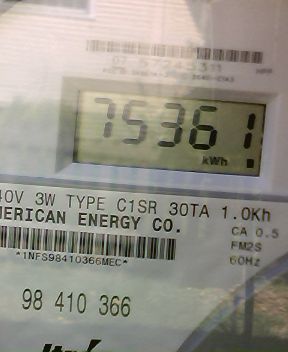 75361
kWh
40V 3W TYPE C1SR 30TA 1.0Kh
MERICAN ENERGY CO.
CA 0.5
FM2S
60Hz
*1NFS98410366MEC*
98 410 366